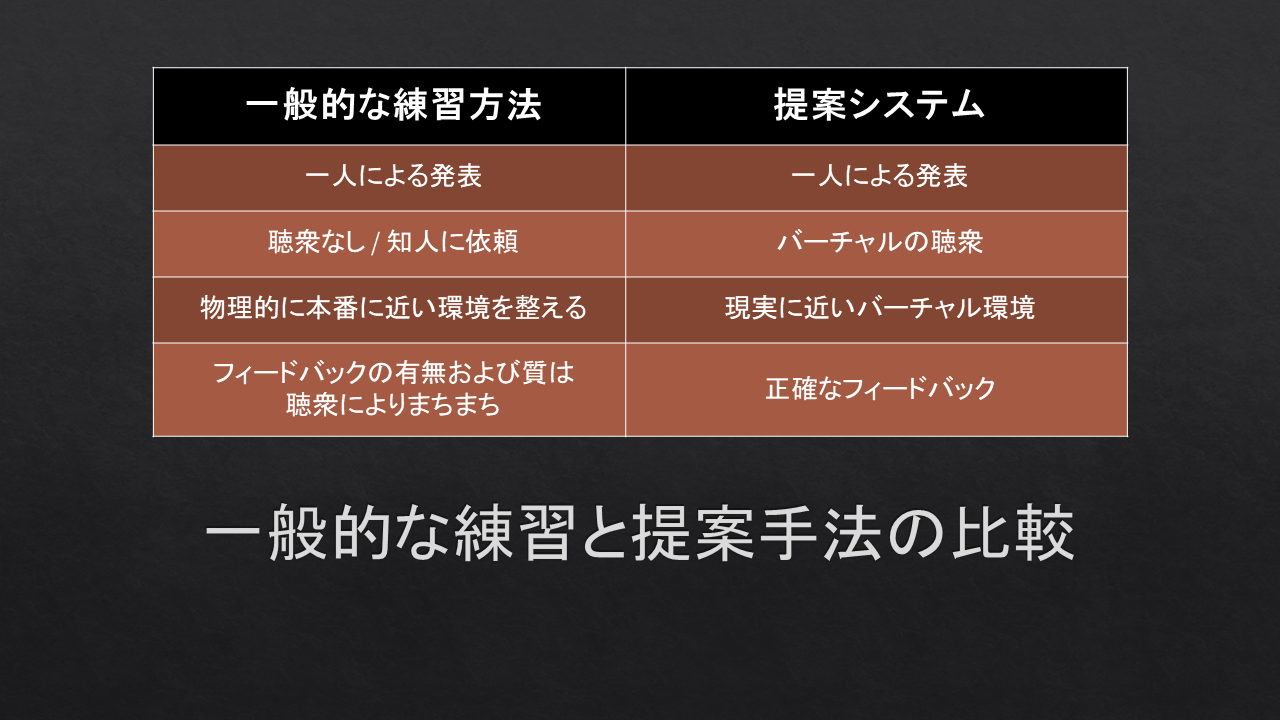 一般的な練習方法
提案システム
一人による発表
一人による発表
聴衆なし / 知人に依頼
バーチャルの聴衆
物理的に本番に近い環境を整える
現実に近いバーチャル環境
フィードバックの有無および質は
聴衆によりまちまち
正確なフィードバック
一般的な練習と提案手法の比較